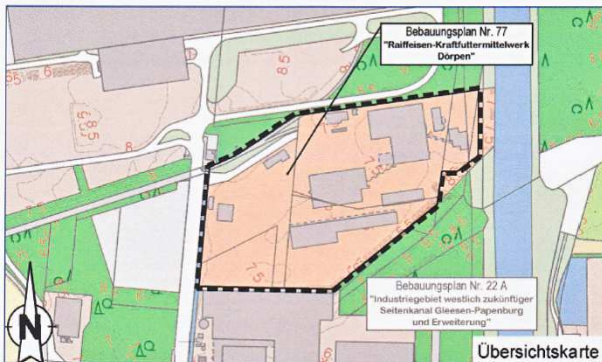 Bebauungsplan Nr. 77
"Raiffeisen-Kraftfuttermittelwerk
Dörpen"
Bebauungsplan Nr. 22 A
"Industriegebiet westlich zukünftiger
Seitenkanal Gleesen-Papenburg
und Erweiterung"
N
Übersichtskarte